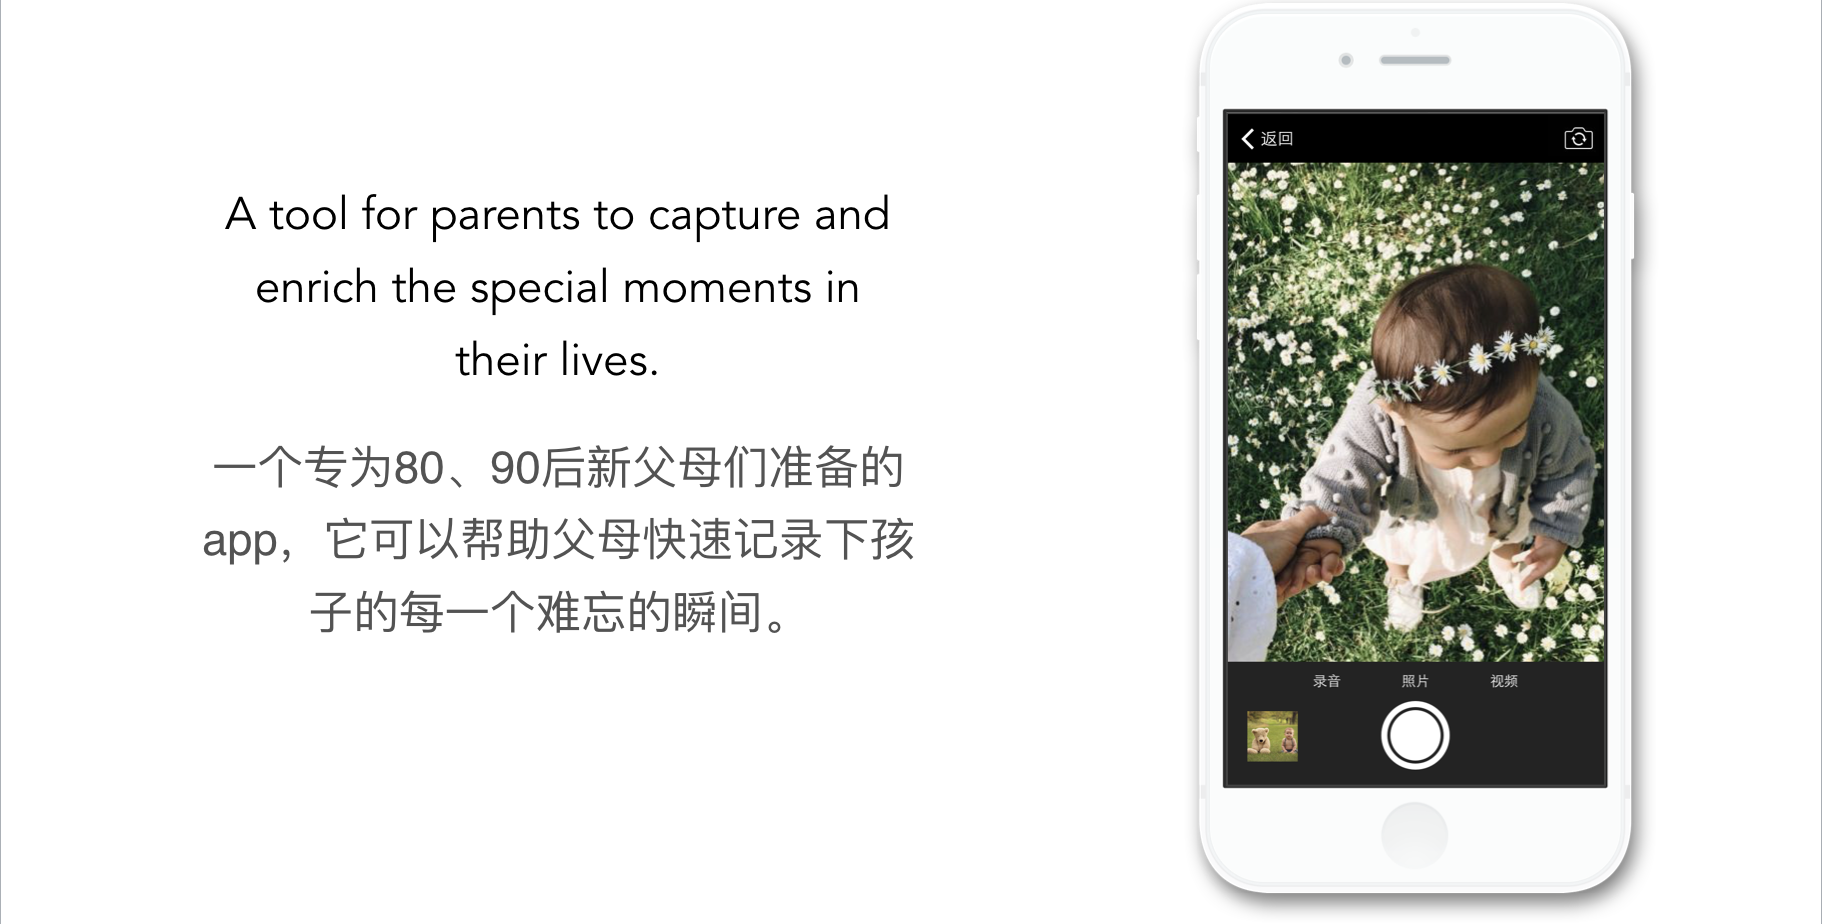 A tool for parents to capture and
enrich the special moments in
their lives.
一个专为80、90后新父母们准备的
app，它可以帮助父母快速记录下孩
子的每一个难忘的瞬间。
返回
录音 照片 视频